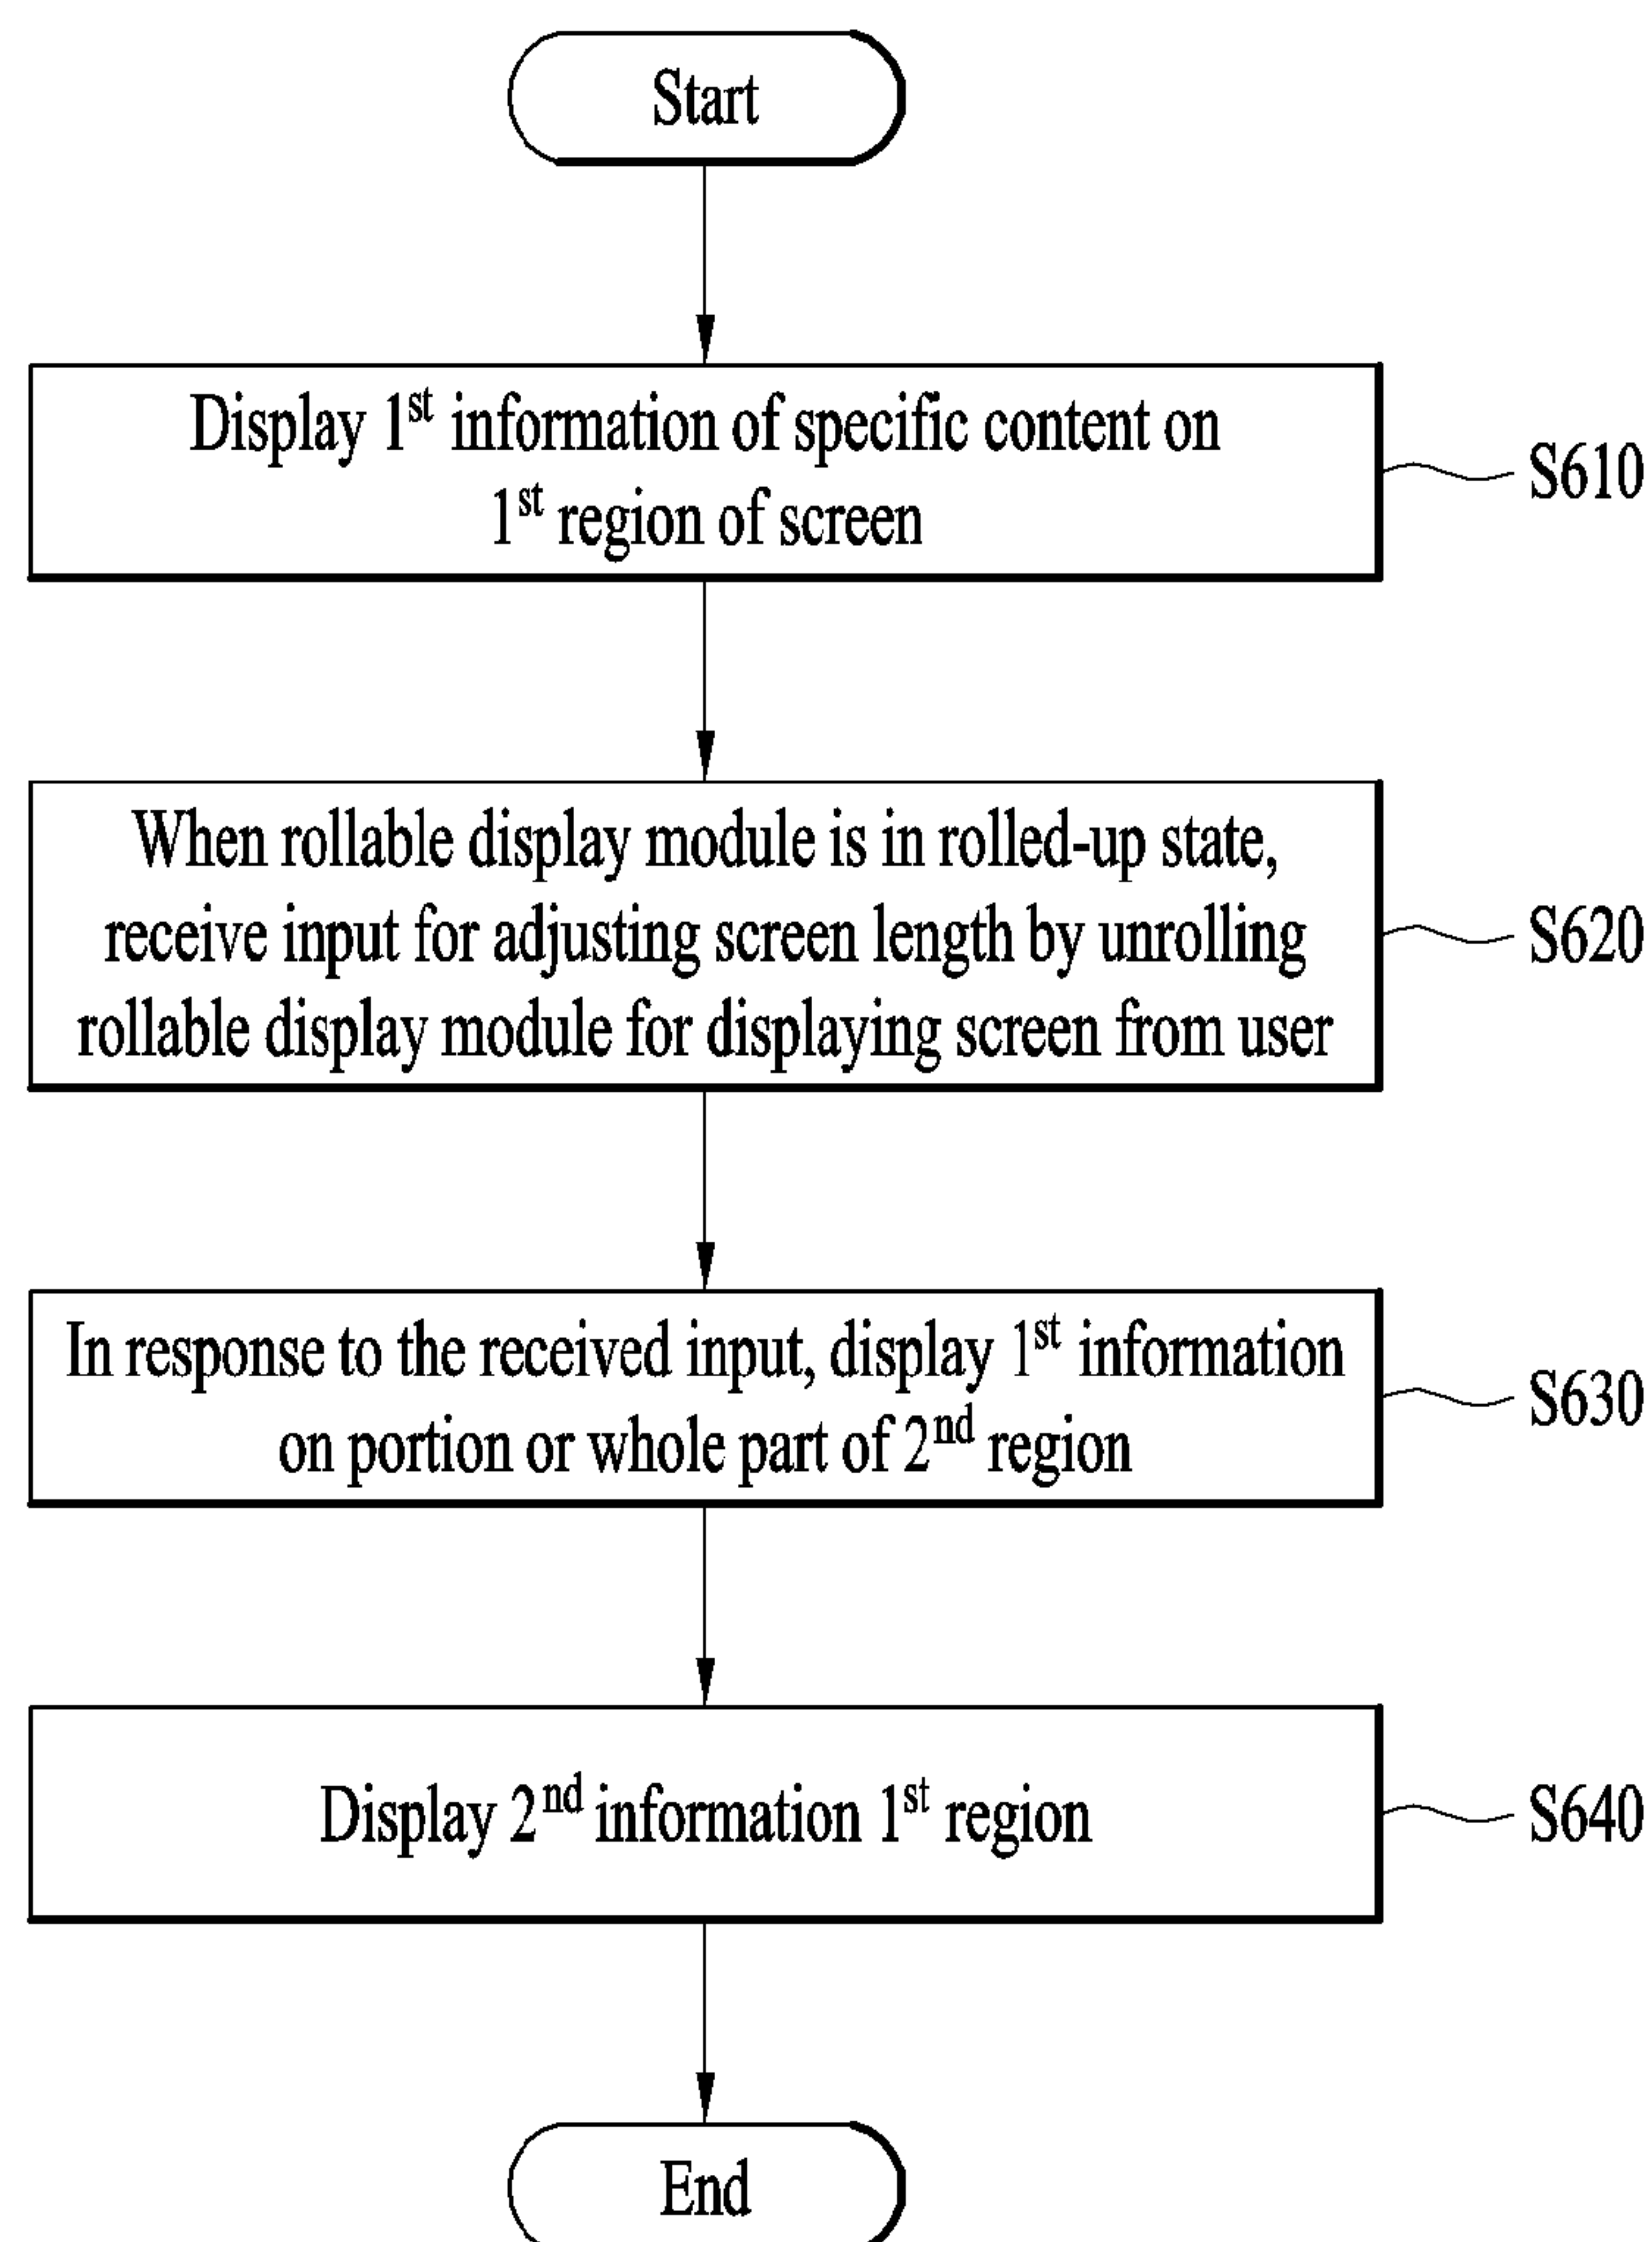 Start
Display 1st information of specific content on
1st region of screen
S610
When rollable display module is in rolled-up state,
receive input for adjusting screen length by unrolling
rollable display module for displaying screen from user
S620
In response to the received input, display 1st information
on portion or whole part of 2nd region
S630
Display 2nd information 1st region
S640
End